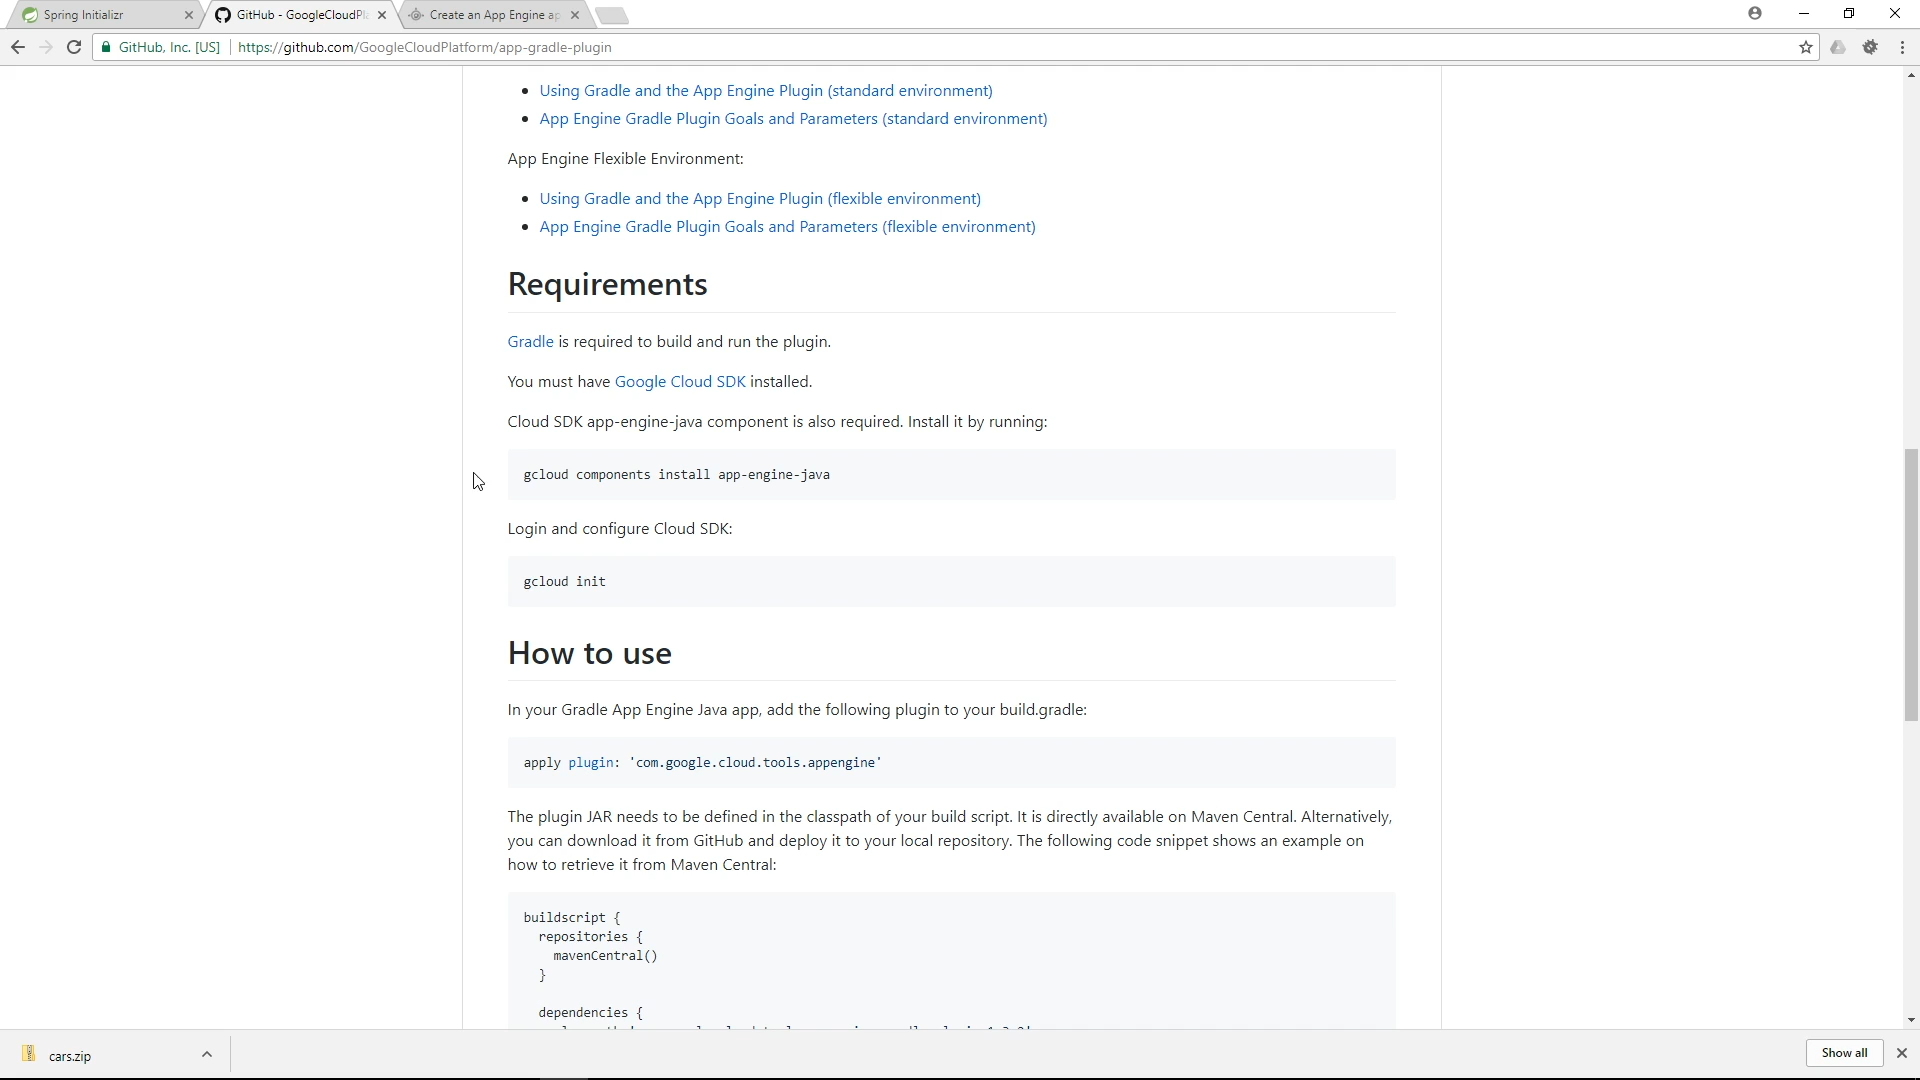 Spring Initializr
GitHub - GoogleCloudPl
Create an App Engine ap
GitHub, Inc. [US]
https://github.com/GoogleCloudPlatform/app-gradle-plugin
Using Gradle and the App Engine Plugin (standard environment)
App Engine Gradle Plugin Goals and Parameters (standard environment)
App Engine Flexible Environment:
Using Gradle and the App Engine Plugin (flexible environment)
App Engine Gradle Plugin Goals and Parameters (flexible environment)
Requirements
Gradle is required to build and run the plugin.
You must have Google Cloud SDK installed.
Cloud SDK app-engine-java component is also required. Install it by running:
gcloud components install app-engine-java
Login and configure Cloud SDK:
gcloud init
How to use
In your Gradle App Engine Java app, add the following plugin to your build.gradle:
apply plugin: 'com.google.cloud.tools.appengine'
The plugin JAR needs to be defined in the classpath of your build script. It is directly available on Maven Central. Alternatively,
you can download it from GitHub and deploy it to your local repository. The following code snippet shows an example on
how to retrieve it from Maven Central:
buildscript {
repositories {
mavenCentral()
}
dependencies {
cars.zip
Show all